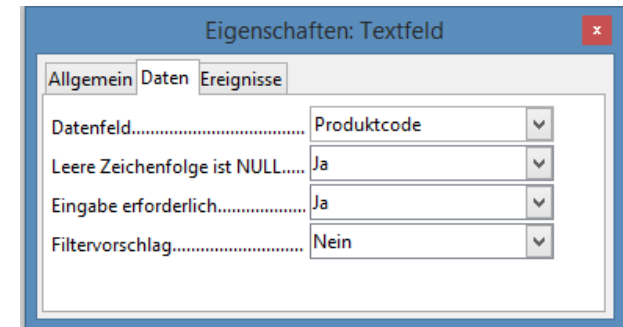 Eigenschaften: Textfeld
x
Allgemein Daten Ereignisse
Datenfeld..................................... Produktcode
Leere Zeichenfolge ist NULL..... Ja
Eingabe erforderlich................... Ja
Filtervorschlag............................ Nein